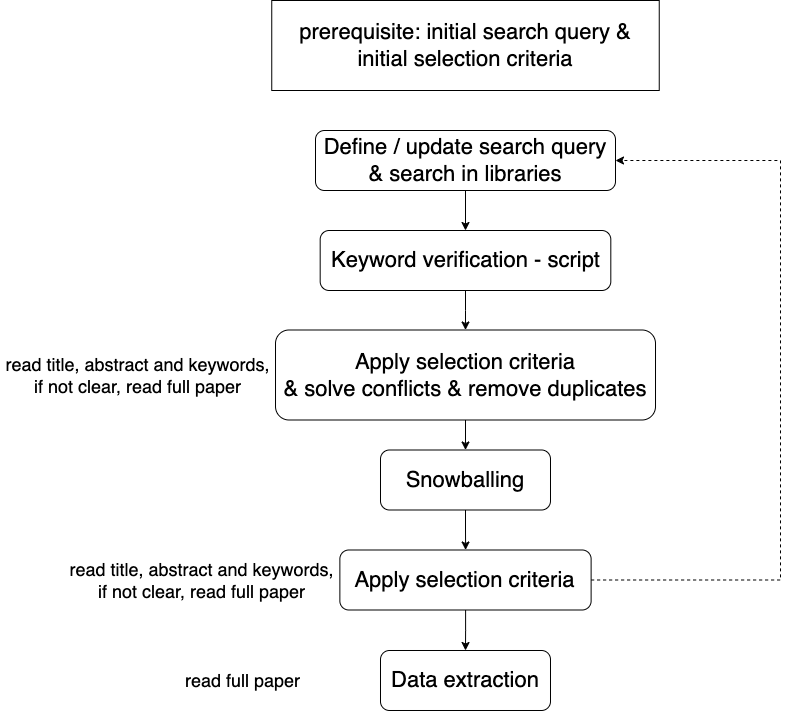 prerequisite: initial search query &
initial selection criteria
Define / update search query
& search in libraries
Keyword verification - script
read title, abstract and keywords,
if not clear, read full paper
Apply selection criteria
& solve conflicts & remove duplicates
Snowballing
read title, abstract and keywords,
if not clear, read full paper
Apply selection criteria
read full paper
Data extraction